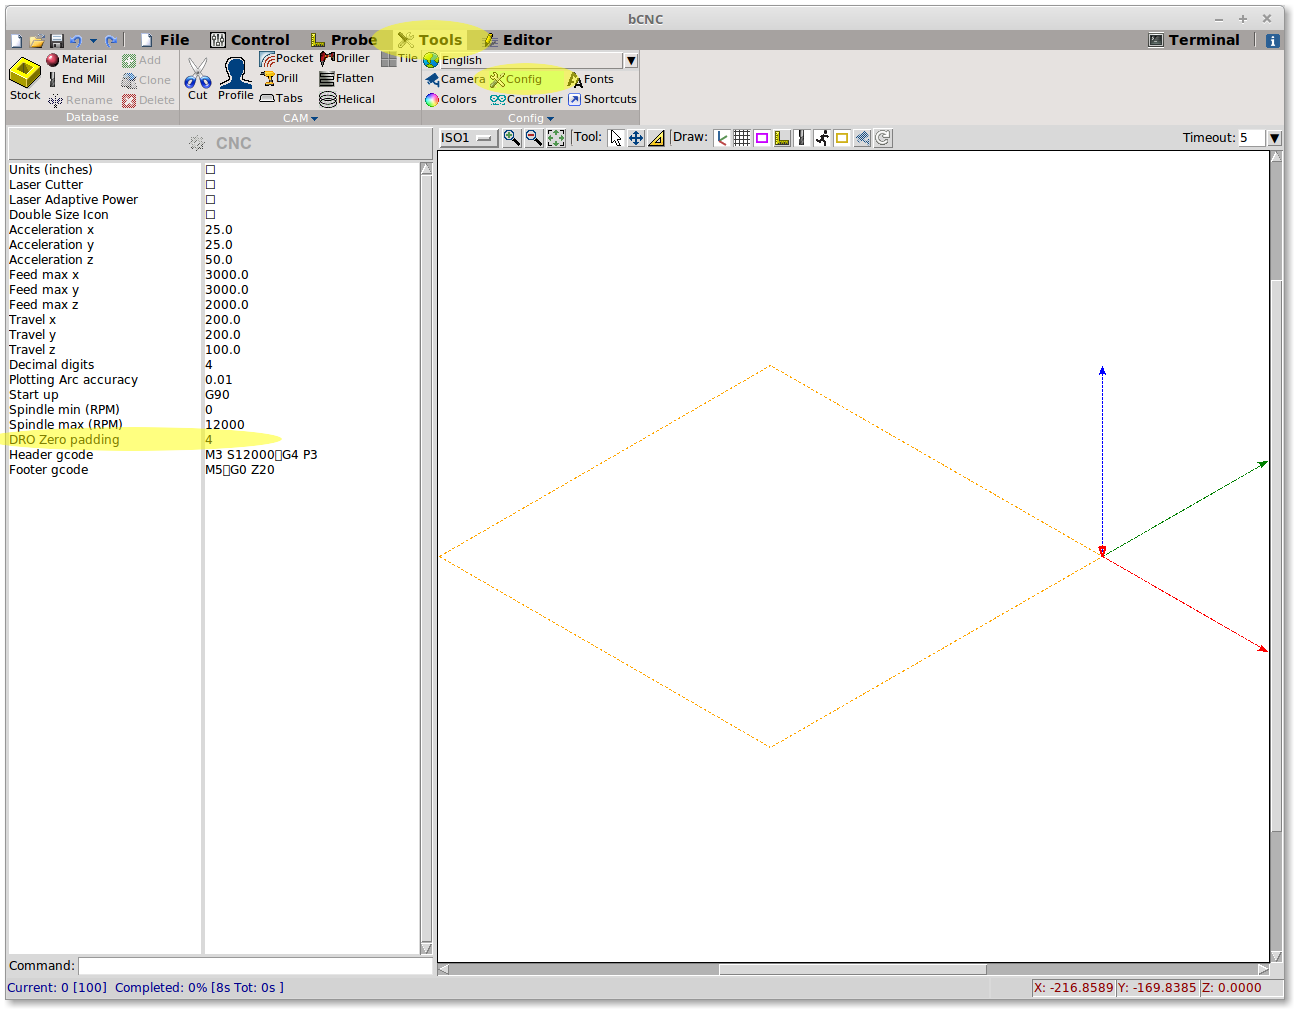 bCNC
File Control Probe Tools Editor Terminal
Stock Material Add
End Mill Clone
Rename Delete
Database
Cut Profile Pocket Driller Tile
Drill Flatten
Tabs Helical
CAM
English
Camera Config Fonts
Colors Controller Shortcuts
Config
CNC
ISO1 Tool: Draw: Timeout: 5
Units (inches)
Laser Cutter
Laser Adaptive Power
Double Size Icon
Acceleration x 25.0
Acceleration y 25.0
Acceleration z 50.0
Feed max x 3000.0
Feed max y 3000.0
Feed max z 2000.0
Travel x 200.0
Travel y 200.0
Travel z 100.0
Decimal digits 4
Plotting Arc accuracy 0.01
Start up G90
Spindle min (RPM) 0
Spindle max (RPM) 12000
DRO Zero padding 4
Header gcode M3 S12000▯G4 P3
Footer gcode M5▯G0 Z20
Command:
Current: 0 [100] Completed: 0% [8s Tot: 0s ] X: -216.8589 Y: -169.8385 Z: 0.0000